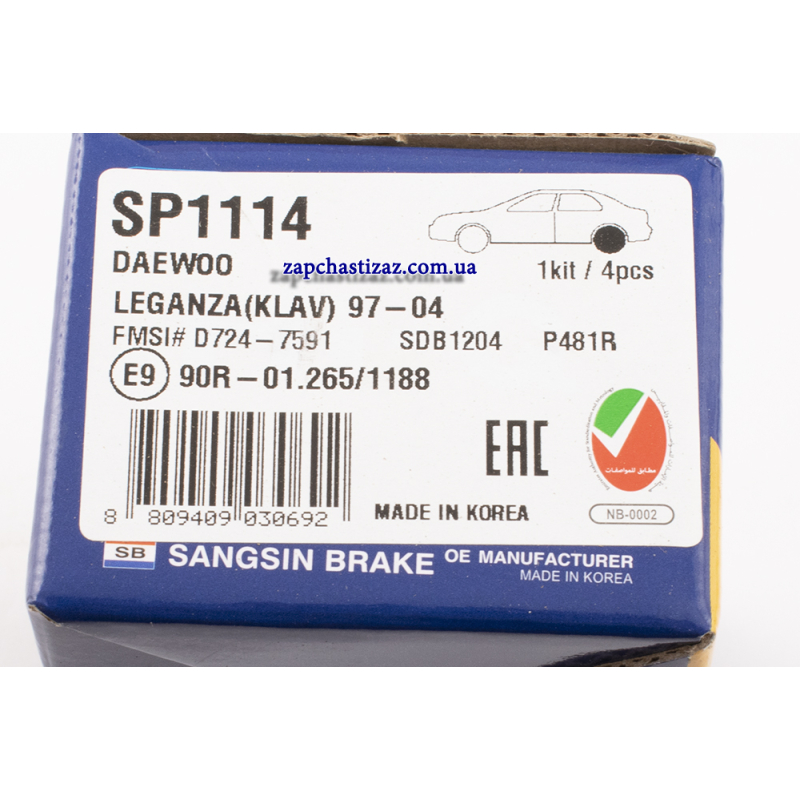 SP1114
DAEWOO
zapchastizaz.com.ua
1kit / 4pcs
LEGANZA(KLAV) 97-04
FMSI# D724-7591 SDB1204 P481R
E9 90R-01.265/1188
EAC
مطابق للمواصفات
NB-0002
8 809409 030692
MADE IN KOREA
SB SANGSIN BRAKE OE MANUFACTURER
MADE IN KOREA